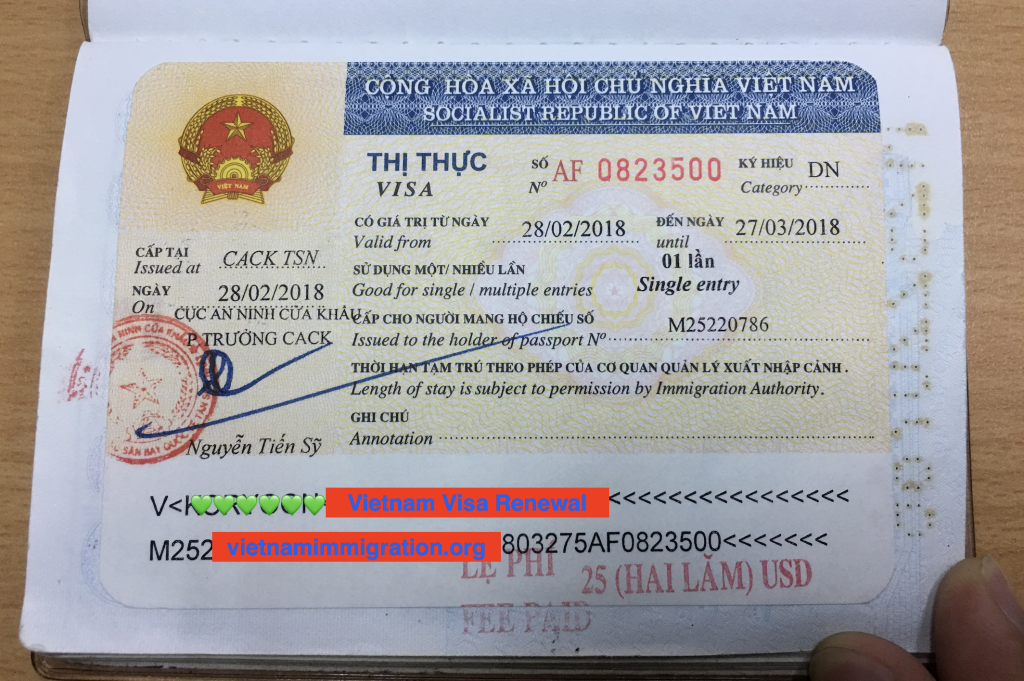 CỘNG HÒA XÃ HỘI CHỦ NGHĨA VIỆT NAM
SOCIALIST REPUBLIC OF VIET NAM
VIỆT NAM
THỊ THỰC
VISA
SỐ
Nº
AF 0823500
KÝ HIỆU
Category
DN
CÓ GIÁ TRỊ TỪ NGÀY
Valid from
28/02/2018
ĐẾN NGÀY
until
27/03/2018
CẤP TẠI
Issued at
CACK TSN
SỬ DỤNG MỘT/ NHIỀU LẦN
Good for single / multiple entries
01 lần
Single entry
NGÀY
On
28/02/2018
CỤC AN NINH CỬA KHẨU
P TRƯỞNG CACK
CẤP CHO NGƯỜI MANG HỘ CHIẾU SỐ
Issued to the holder of passport Nº
M25220786
THỜI HẠN TẠM TRÚ THEO PHÉP CỦA CƠ QUAN QUẢN LÝ XUẤT NHẬP CẢNH .
Length of stay is subject to permission by Immigration Authority.
GHI CHÚ
Annotation
Nguyễn Tiến Sỹ
V<K
Vietnam Visa Renewal
<<<<<<<<<<<<<<<<<
M252
vietnamimmigration.org
803275AF0823500<<<<<<<
LỆ PHÍ
25 (HAI LĂM) USD
FEE PAID